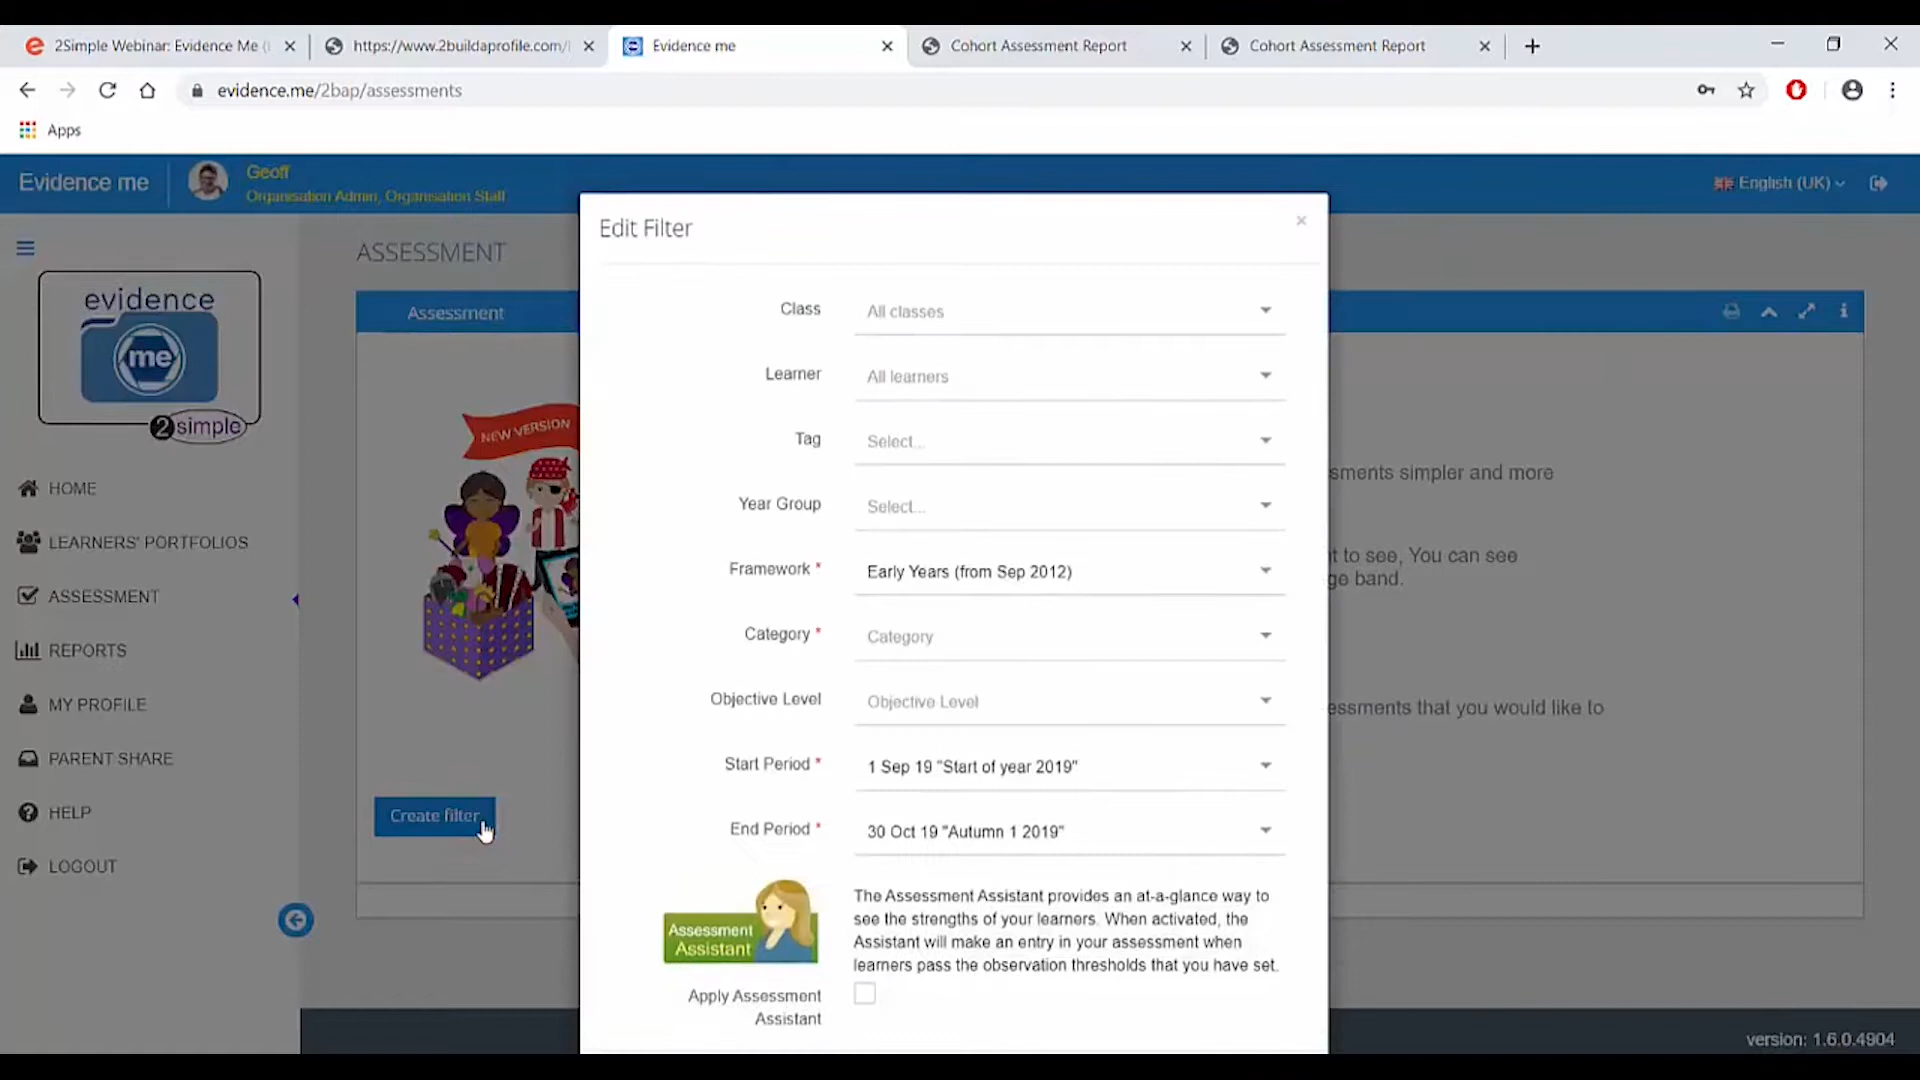 2Simple Webinar: Evidence Me (
https://www.2buildaprofile.com/
Evidence me
Cohort Assessment Report
Cohort Assessment Report
evidence.me/2bap/assessments
Apps
Evidence me
Geoff
Organisation Admin, Organisation Staff
English (UK)
evidence
me
2simple
HOME
LEARNERS' PORTFOLIOS
ASSESSMENT
REPORTS
MY PROFILE
PARENT SHARE
HELP
LOGOUT
ASSESSMENT
Assessment
NEW VERSION
Create filter
Edit Filter
Class All classes
Learner All learners
Tag Select...
Year Group Select...
Framework * Early Years (from Sep 2012)
Category * Category
Objective Level Objective Level
Start Period * 1 Sep 19 "Start of year 2019"
End Period * 30 Oct 19 "Autumn 1 2019"
Assessment
Assistant
The Assessment Assistant provides an at-a-glance way to
see the strengths of your learners. When activated, the
Assistant will make an entry in your assessment when
learners pass the observation thresholds that you have set.
Apply Assessment
Assistant
sments simpler and more
t to see, You can see
ge band.
essments that you would like to
version: 1.6.0.4904